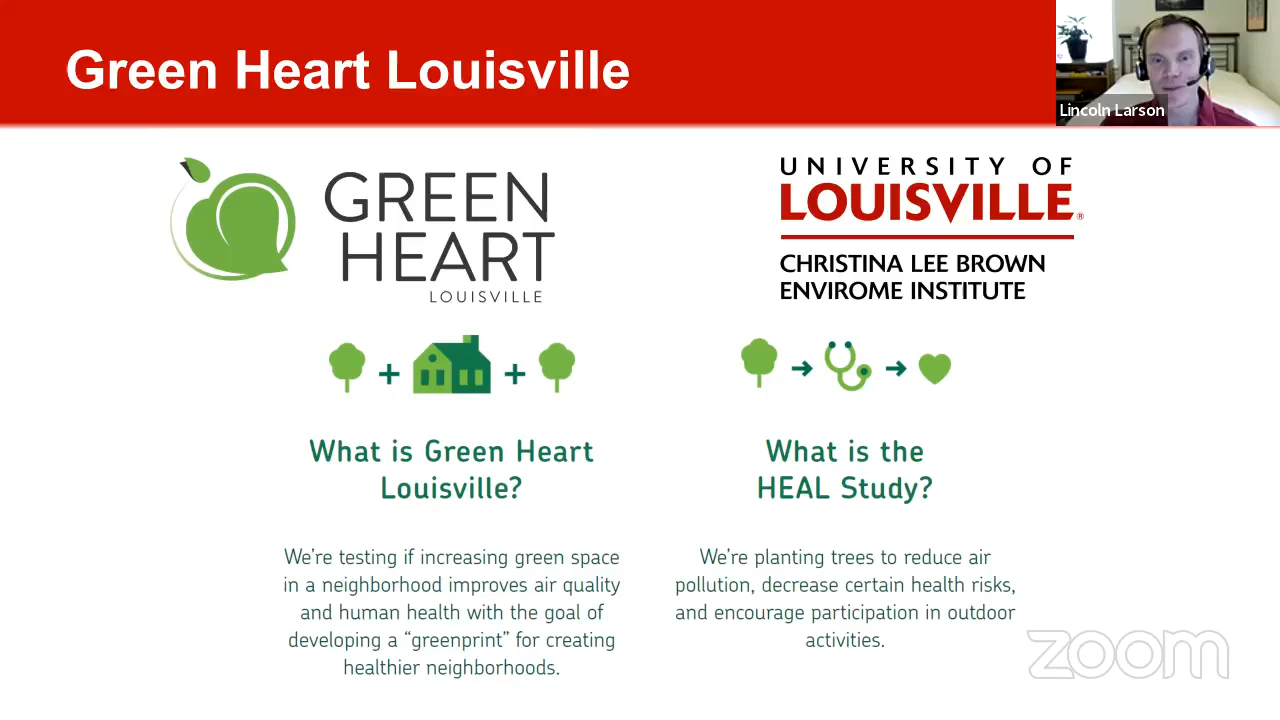 Green Heart Louisville
Lincoln Larson
GREEN
HEART
LOUISVILLE
UNIVERSITY OF
LOUISVILLE®
CHRISTINA LEE BROWN
ENVIROME INSTITUTE
What is Green Heart
Louisville?
We're testing if increasing green space
in a neighborhood improves air quality
and human health with the goal of
developing a “greenprint” for creating
healthier neighborhoods.
What is the
HEAL Study?
We're planting trees to reduce air
pollution, decrease certain health risks,
and encourage participation in outdoor
activities.
zoom